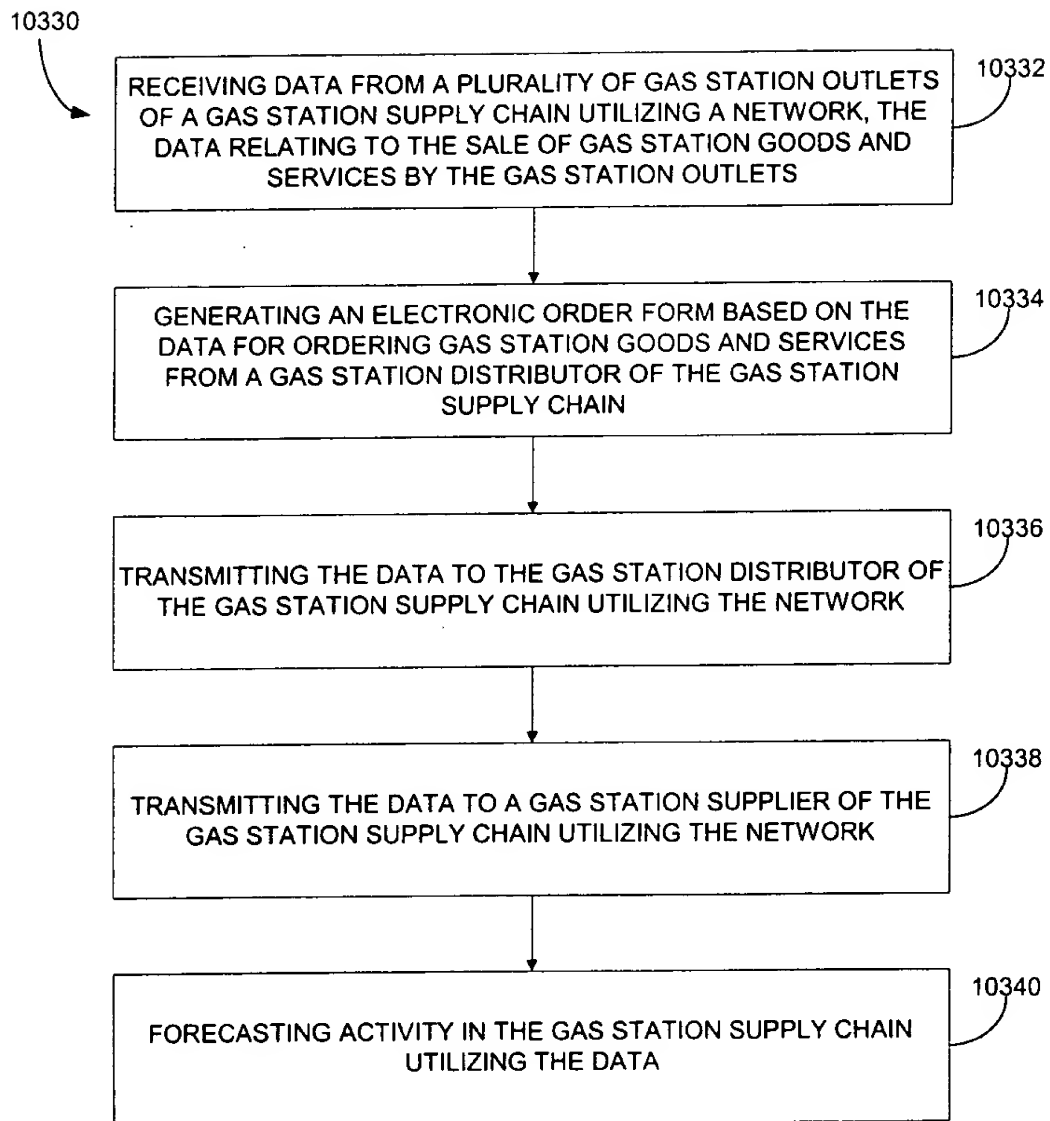 10330
RECEIVING DATA FROM A PLURALITY OF GAS STATION OUTLETS
OF A GAS STATION SUPPLY CHAIN UTILIZING A NETWORK, THE
DATA RELATING TO THE SALE OF GAS STATION GOODS AND
SERVICES BY THE GAS STATION OUTLETS
10332
GENERATING AN ELECTRONIC ORDER FORM BASED ON THE
DATA FOR ORDERING GAS STATION GOODS AND SERVICES
FROM A GAS STATION DISTRIBUTOR OF THE GAS STATION
SUPPLY CHAIN
10334
TRANSMITTING THE DATA TO THE GAS STATION DISTRIBUTOR OF
THE GAS STATION SUPPLY CHAIN UTILIZING THE NETWORK
10336
TRANSMITTING THE DATA TO A GAS STATION SUPPLIER OF THE
GAS STATION SUPPLY CHAIN UTILIZING THE NETWORK
10338
FORECASTING ACTIVITY IN THE GAS STATION SUPPLY CHAIN
UTILIZING THE DATA
10340